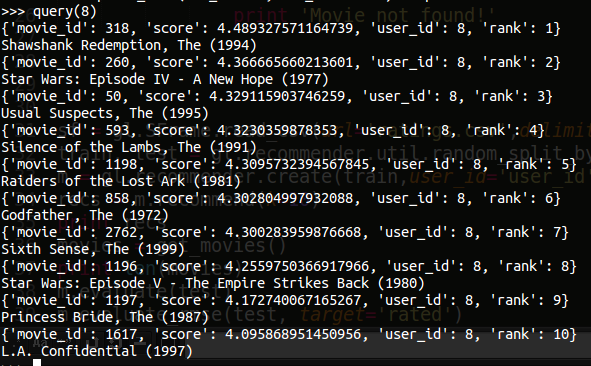 print 'Movie not found!'
>>> query(8)
{'movie_id': 318, 'score': 4.489327571164739, 'user_id': 8, 'rank': 1}
Shawshank Redemption, The (1994)
{'movie_id': 260, 'score': 4.366665660213601, 'user_id': 8, 'rank': 2}
Star Wars: Episode IV - A New Hope (1977)
{'movie_id': 50, 'score': 4.329115903746259, 'user_id': 8, 'rank': 3}
Usual Suspects, The (1995)
{'movie_id': 593, 'score': 4.3230359878353, 'user_id': 8, 'rank': 4}
Silence of the Lambs, The (1991)
{'movie_id': 1198, 'score': 4.3095732394567845, 'user_id': 8, 'rank': 5}
Raiders of the Lost Ark (1981)
{'movie_id': 858, 'score': 4.302804997932088, 'user_id': 8, 'rank': 6}
Godfather, The (1972)
{'movie_id': 2762, 'score': 4.300283959876668, 'user_id': 8, 'rank': 7}
Sixth Sense, The (1999)
{'movie_id': 1196, 'score': 4.2559750366917966, 'user_id': 8, 'rank': 8}
Star Wars: Episode V - The Empire Strikes Back (1980)
{'movie_id': 1197, 'score': 4.172740067165267, 'user_id': 8, 'rank': 9}
Princess Bride, The (1987)
{'movie_id': 1617, 'score': 4.095868951450956, 'user_id': 8, 'rank': 10}
L.A. Confidential (1997)